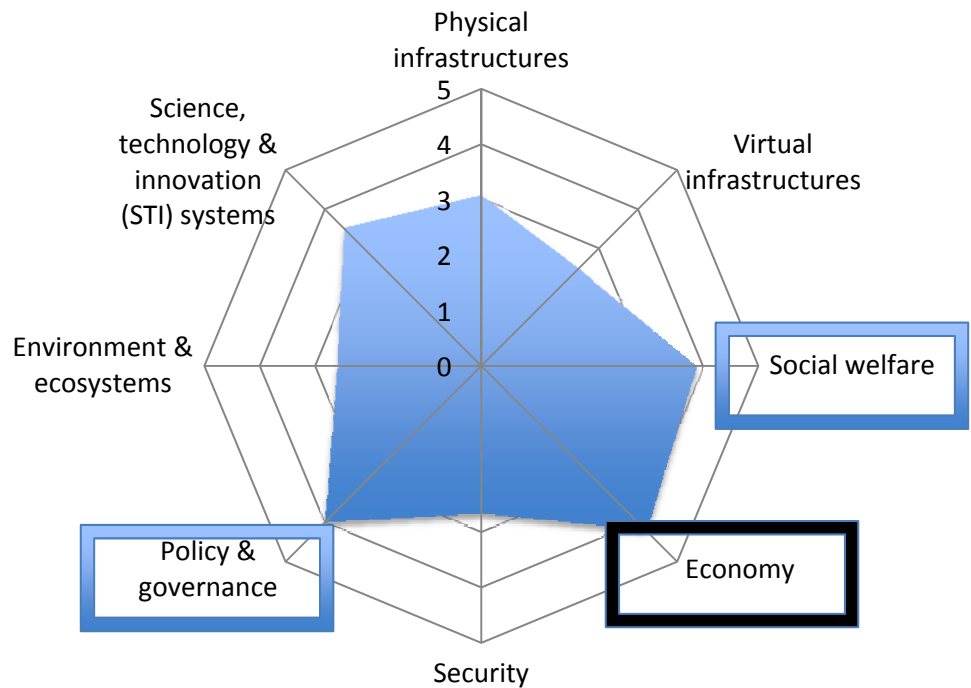 Physical
infrastructures
5
4
3
2
1
0
Science,
technology &
innovation
(STI) systems
Virtual
infrastructures
Environment &
ecosystems
Social welfare
Policy &
governance
Economy
Security